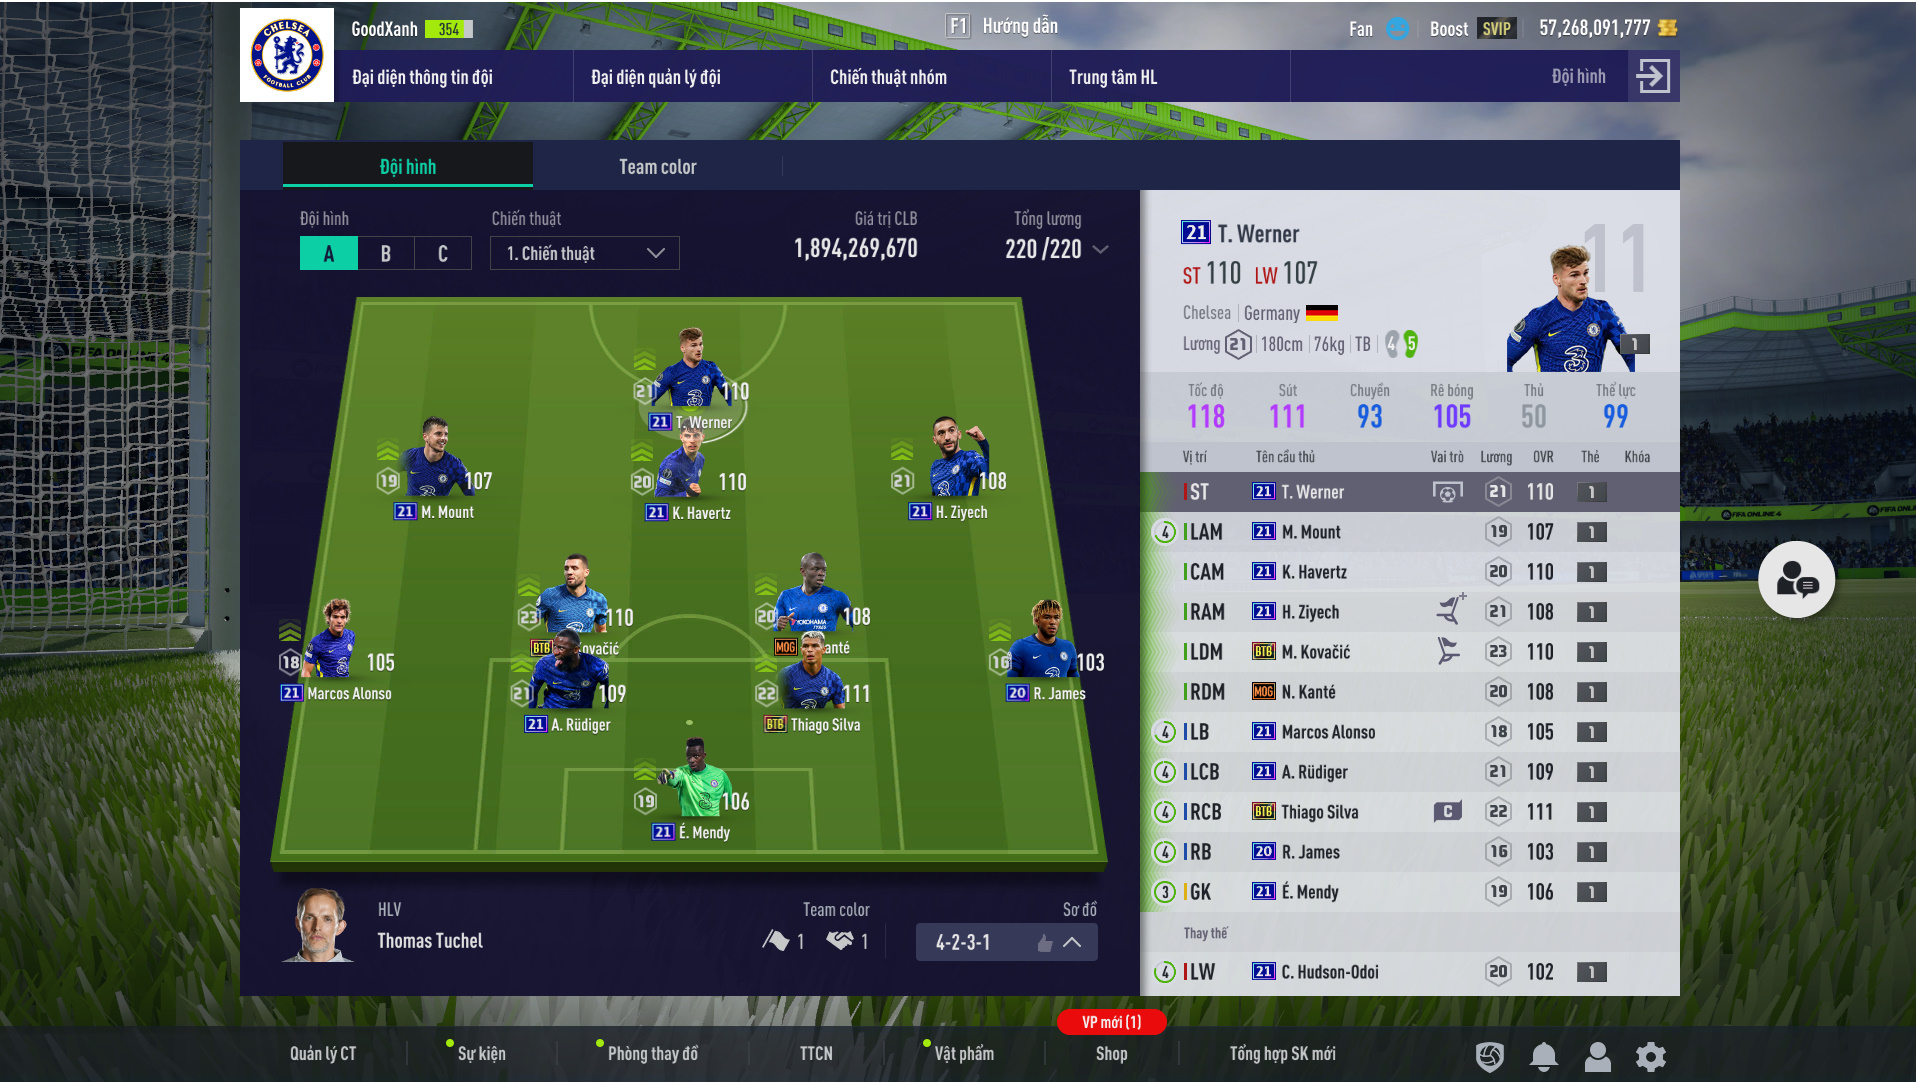 CHELSEA
FOOTBALL CLUB
GoodXanh 354
F1 Hướng dẫn
Fan Boost SVIP 57,268,091,777
Đại diện thông tin đội Đại diện quản lý đội Chiến thuật nhóm Trung tâm HL Đội hình
Đội hình Team color
Đội hình Chiến thuật Giá trị CLB Tổng lương
A B C 1. Chiến thuật 1,894,269,670 220 /220
21 110
21 T. Werner
19 107
21 M. Mount
20 110
21 K. Havertz
21 108
21 H. Ziyech
23 110
BTB ovačić
20 108
YOKOHAMA
MOG anté
18 105
21 Marcos Alonso
21 109
21 A. Rüdiger
22 111
BTB Thiago Silva
16 103
20 R. James
19 106
21 É. Mendy
HLV Team color Sơ đồ
Thomas Tuchel 1 1 4-2-3-1
11
21 T. Werner
ST 110 LW 107
Chelsea Germany
Lương 21 180cm 76kg TB 4 5
1
Tốc độ Sút Chuyền Rê bóng Thủ Thể lực
118 111 93 105 50 99
Vị trí Tên cầu thủ Vai trò Lương OVR Thẻ Khóa
ST 21 T. Werner 21 110 1
4 LAM 21 M. Mount 19 107 1
CAM 21 K. Havertz 20 110 1
RAM 21 H. Ziyech 21 108 1
LDM BTB M. Kovačić 23 110 1
RDM MOG N. Kanté 20 108 1
4 LB 21 Marcos Alonso 18 105 1
4 LCB 21 A. Rüdiger 21 109 1
4 RCB BTB Thiago Silva C 22 111 1
4 RB 20 R. James 16 103 1
3 GK 21 É. Mendy 19 106 1
Thay thế
4 LW 21 C. Hudson-Odoi 20 102 1
FIFA ONLINE 4
VP mới (1)
Quản lý CT Sự kiện Phòng thay đồ TTCN Vật phẩm Shop Tổng hợp SK mới